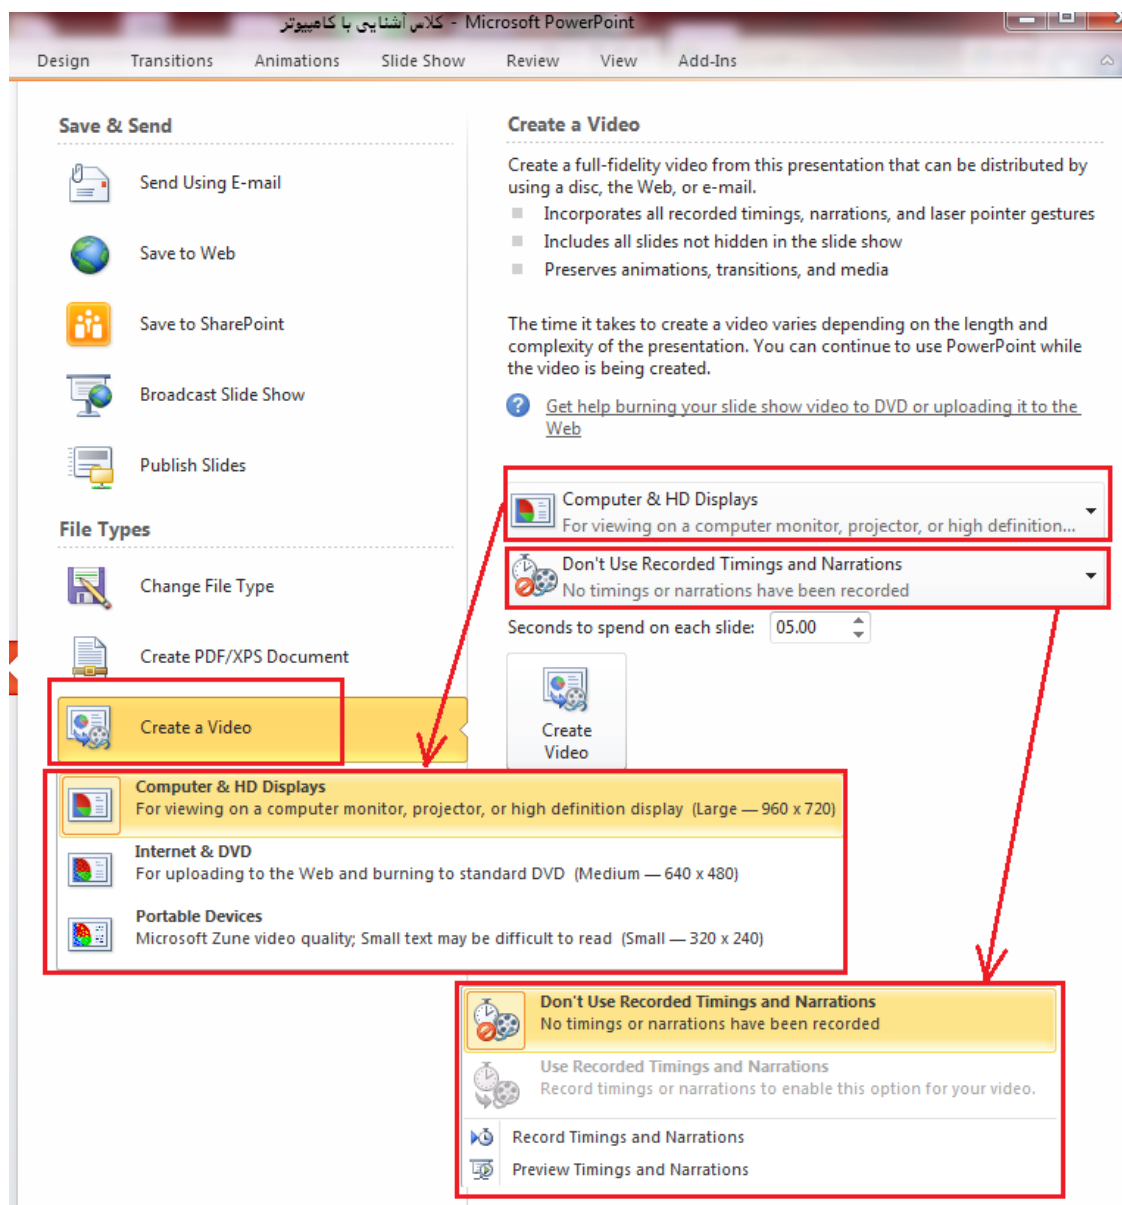 کلاس آشنایی با کامپیوتر - Microsoft PowerPoint
Design Transitions Animations Slide Show Review View Add-Ins
Save & Send
Send Using E-mail
Save to Web
Save to SharePoint
Broadcast Slide Show
Publish Slides
File Types
Change File Type
Create PDF/XPS Document
Create a Video
Create a Video
Create a full-fidelity video from this presentation that can be distributed by
using a disc, the Web, or e-mail.
Incorporates all recorded timings, narrations, and laser pointer gestures
Includes all slides not hidden in the slide show
Preserves animations, transitions, and media
The time it takes to create a video varies depending on the length and
complexity of the presentation. You can continue to use PowerPoint while
the video is being created.
Get help burning your slide show video to DVD or uploading it to the
Web
Computer & HD Displays
For viewing on a computer monitor, projector, or high definition...
Don't Use Recorded Timings and Narrations
No timings or narrations have been recorded
Seconds to spend on each slide: 05.00
Create
Video
Computer & HD Displays
For viewing on a computer monitor, projector, or high definition display (Large — 960 x 720)
Internet & DVD
For uploading to the Web and burning to standard DVD (Medium — 640 x 480)
Portable Devices
Microsoft Zune video quality; Small text may be difficult to read (Small — 320 x 240)
Don't Use Recorded Timings and Narrations
No timings or narrations have been recorded
Use Recorded Timings and Narrations
Record timings or narrations to enable this option for your video.
Record Timings and Narrations
Preview Timings and Narrations